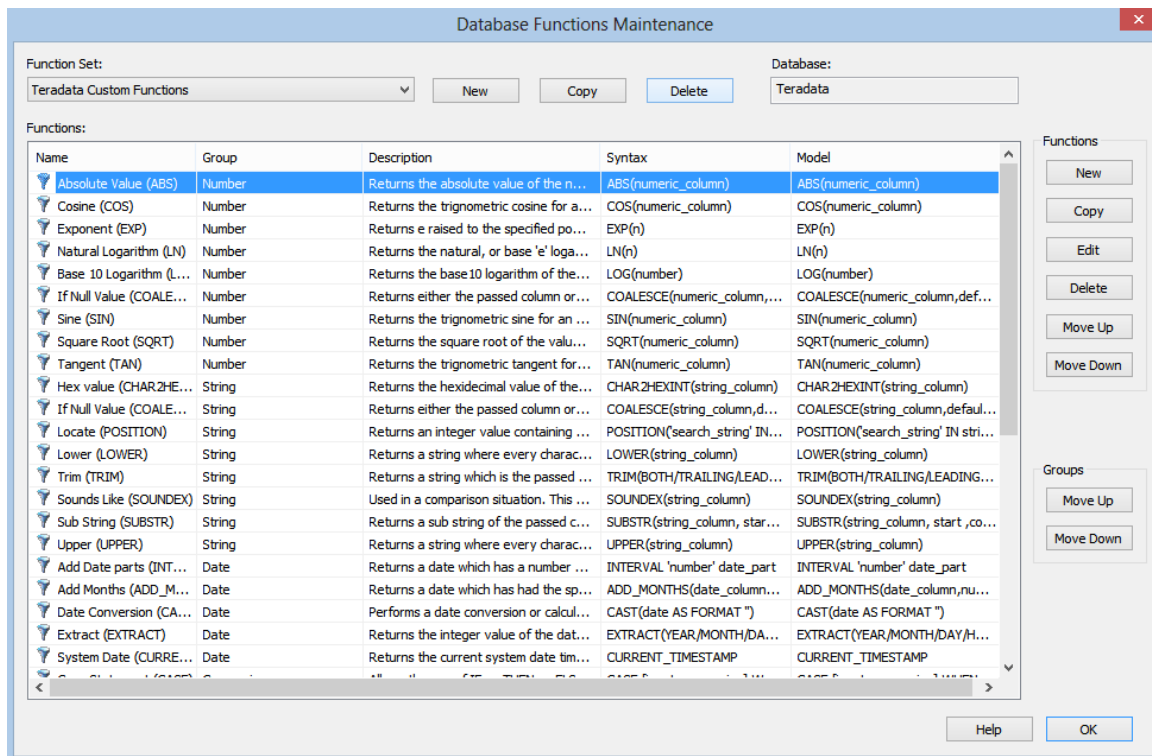 Database Functions Maintenance
Function Set:
Database:
Teradata Custom Functions New Copy Delete Teradata
Functions:
Functions
Name Group Description Syntax Model
Absolute Value (ABS) Number Returns the absolute value of the n... ABS(numeric_column) ABS(numeric_column)
New
Cosine (COS) Number Returns the trignometric cosine for a... COS(numeric_column) COS(numeric_column)
Copy
Exponent (EXP) Number Returns e raised to the specified po... EXP(n) EXP(n)
Natural Logarithm (LN) Number Returns the natural, or base 'e' loga... LN(n) LN(n)
Edit
Base 10 Logarithm (L... Number Returns the base10 logarithm of the... LOG(number) LOG(number)
If Null Value (COALE... Number Returns either the passed column or... COALESCE(numeric_column,... COALESCE(numeric_column,def...
Delete
Sine (SIN) Number Returns the trignometric sine for an ... SIN(numeric_column) SIN(numeric_column)
Move Up
Square Root (SQRT) Number Returns the square root of the valu... SQRT(numeric_column) SQRT(numeric_column)
Tangent (TAN) Number Returns the trignometric tangent for... TAN(numeric_column) TAN(numeric_column)
Move Down
Hex value (CHAR2HE... String Returns the hexidecimal value of the... CHAR2HEXINT(string_column) CHAR2HEXINT(string_column)
If Null Value (COALE... String Returns either the passed column or... COALESCE(string_column,d... COALESCE(string_column,defaul...
Locate (POSITION) String Returns an integer value containing ... POSITION('search_string' IN... POSITION('search_string' IN stri...
Lower (LOWER) String Returns a string where every charac... LOWER(string_column) LOWER(string_column)
Groups
Trim (TRIM) String Returns a string which is the passed ... TRIM(BOTH/TRAILING/LEAD... TRIM(BOTH/TRAILING/LEADING...
Sounds Like (SOUNDEX) String Used in a comparison situation. This ... SOUNDEX(string_column) SOUNDEX(string_column)
Move Up
Sub String (SUBSTR) String Returns a sub string of the passed c... SUBSTR(string_column, star... SUBSTR(string_column, start ,co...
Upper (UPPER) String Returns a string where every charac... UPPER(string_column) UPPER(string_column)
Move Down
Add Date parts (INT... Date Returns a date which has a number ... INTERVAL 'number' date_part INTERVAL 'number' date_part
Add Months (ADD_M... Date Returns a date which has had the sp... ADD_MONTHS(date_column... ADD_MONTHS(date_column,nu...
Date Conversion (CA... Date Performs a date conversion or calcul... CAST(date AS FORMAT '') CAST(date AS FORMAT '')
Extract (EXTRACT) Date Returns the integer value of the dat... EXTRACT(YEAR/MONTH/DA... EXTRACT(YEAR/MONTH/DAY/H...
System Date (CURRE... Date Returns the current system date tim... CURRENT_TIMESTAMP CURRENT_TIMESTAMP
Help OK